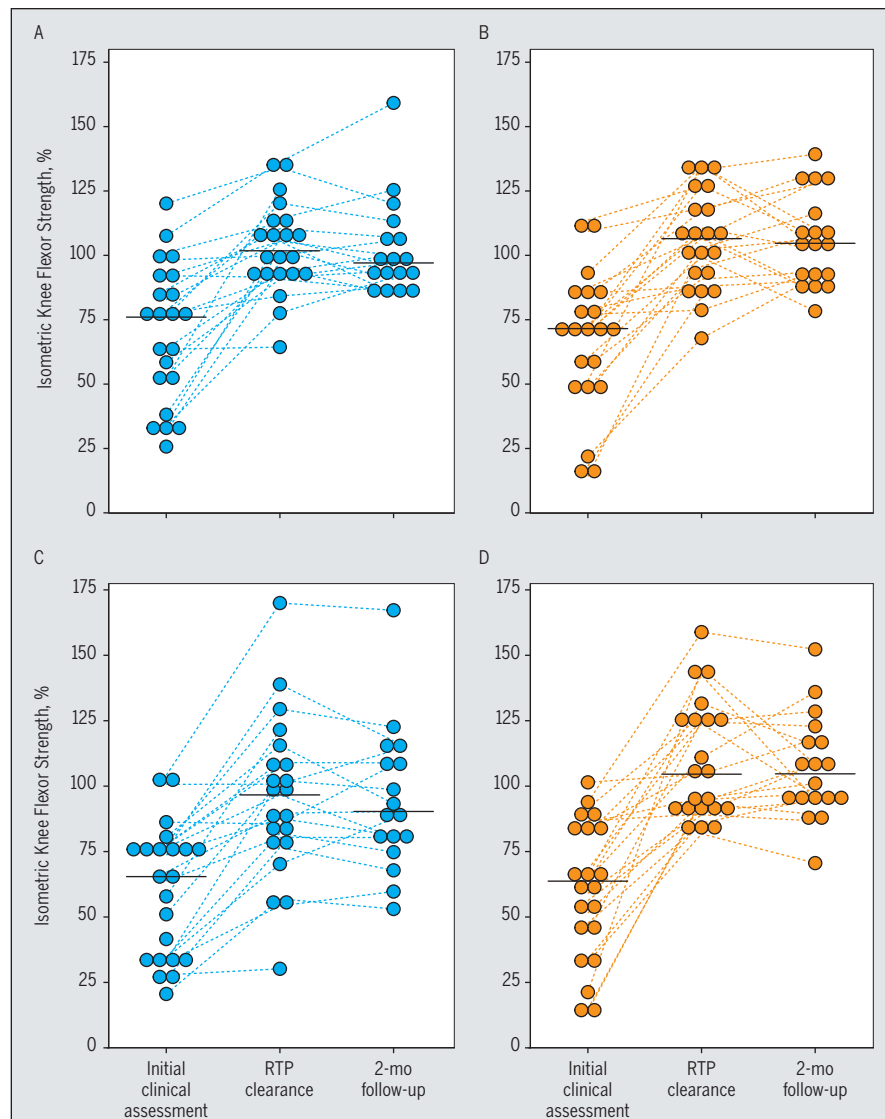 A
B
175
150
125
100
75
50
25
0
Isometric Knee Flexor Strength, %
175
150
125
100
75
50
25
0
C
D
175
150
125
100
75
50
25
0
Isometric Knee Flexor Strength, %
175
150
125
100
75
50
25
0
Initial
clinical
assessment
RTP
clearance
2-mo
follow-up
Initial
clinical
assessment
RTP
clearance
2-mo
follow-up